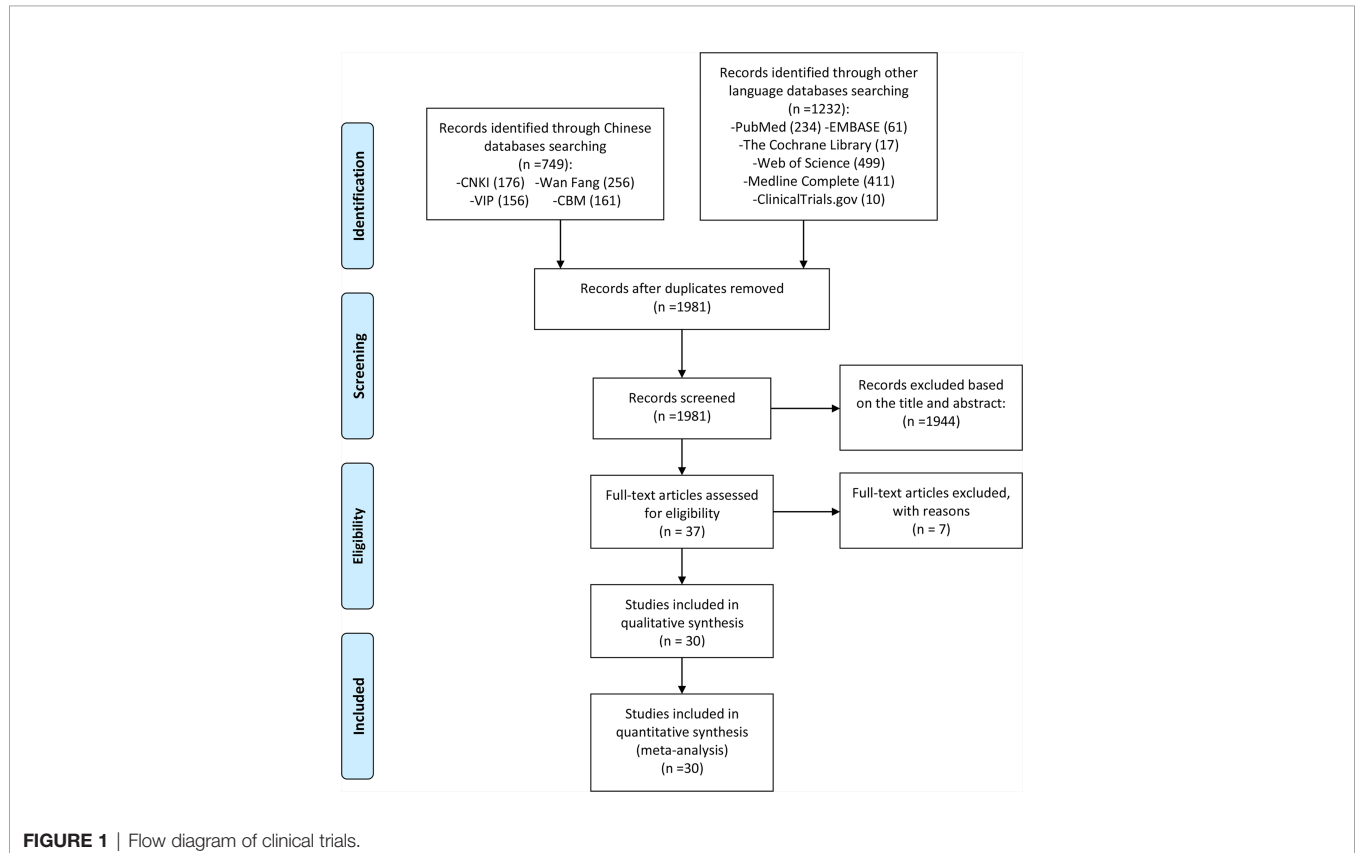 Identification
Records identified through Chinese
databases searching
(n =749):
-CNKI (176) -Wan Fang (256)
-VIP (156) -CBM (161)
Records identified through other
language databases searching
(n =1232):
-PubMed (234) -EMBASE (61)
-The Cochrane Library (17)
-Web of Science (499)
-Medline Complete (411)
-ClinicalTrials.gov (10)
Records after duplicates removed
(n =1981)
Screening
Records screened
(n =1981)
Records excluded based
on the title and abstract:
(n =1944)
Eligibility
Full-text articles assessed
for eligibility
(n = 37)
Full-text articles excluded,
with reasons
(n = 7)
Studies included in
qualitative synthesis
(n = 30)
Included
Studies included in
quantitative synthesis
(meta-analysis)
(n =30)
FIGURE 1 | Flow diagram of clinical trials.